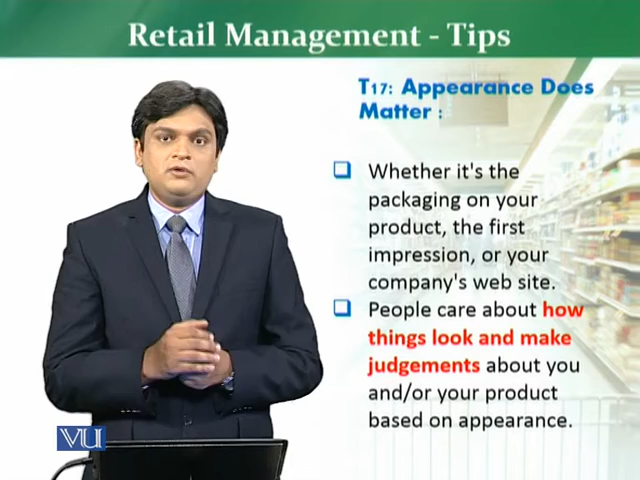 Retail Management - Tips
T17: Appearance Does
Matter :
Whether it's the
packaging on your
product, the first
impression, or your
company's web site.
People care about how
things look and make
judgements about you
and/or your product
based on appearance.
VU